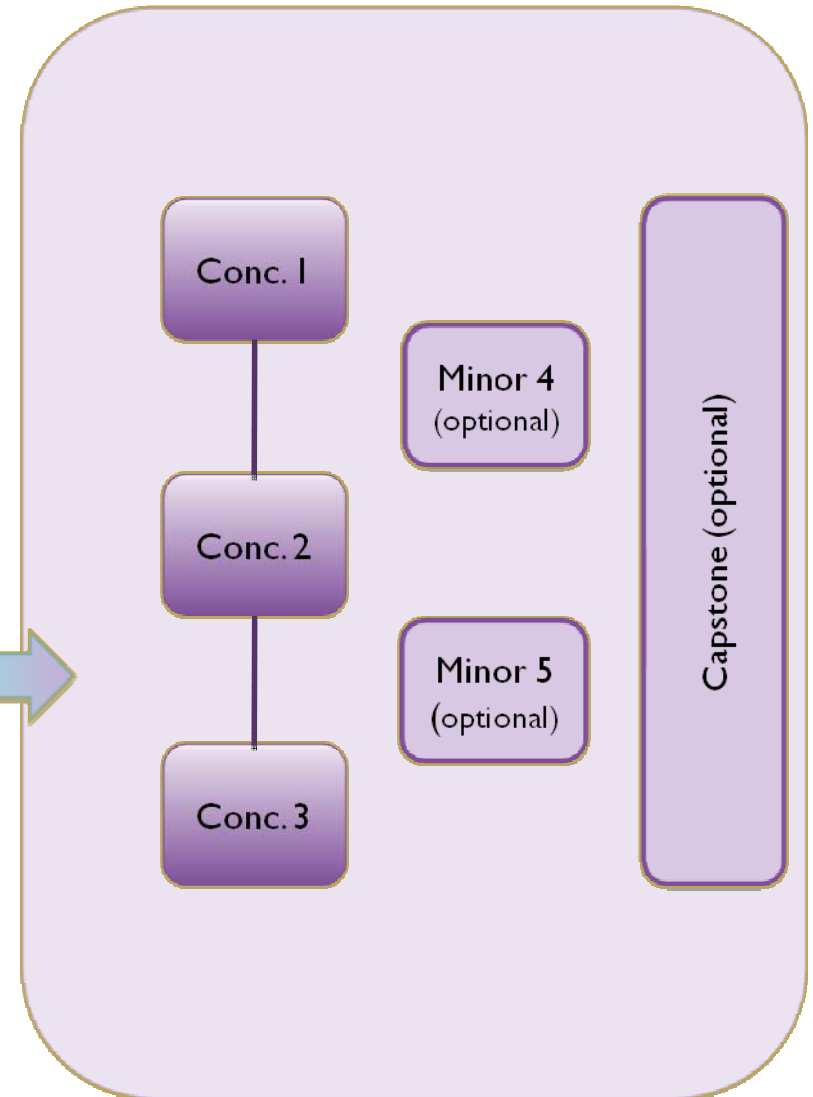 Conc. 1
Conc. 2
Conc. 3
Minor 4
(optional)
Minor 5
(optional)
Capstone (optional)